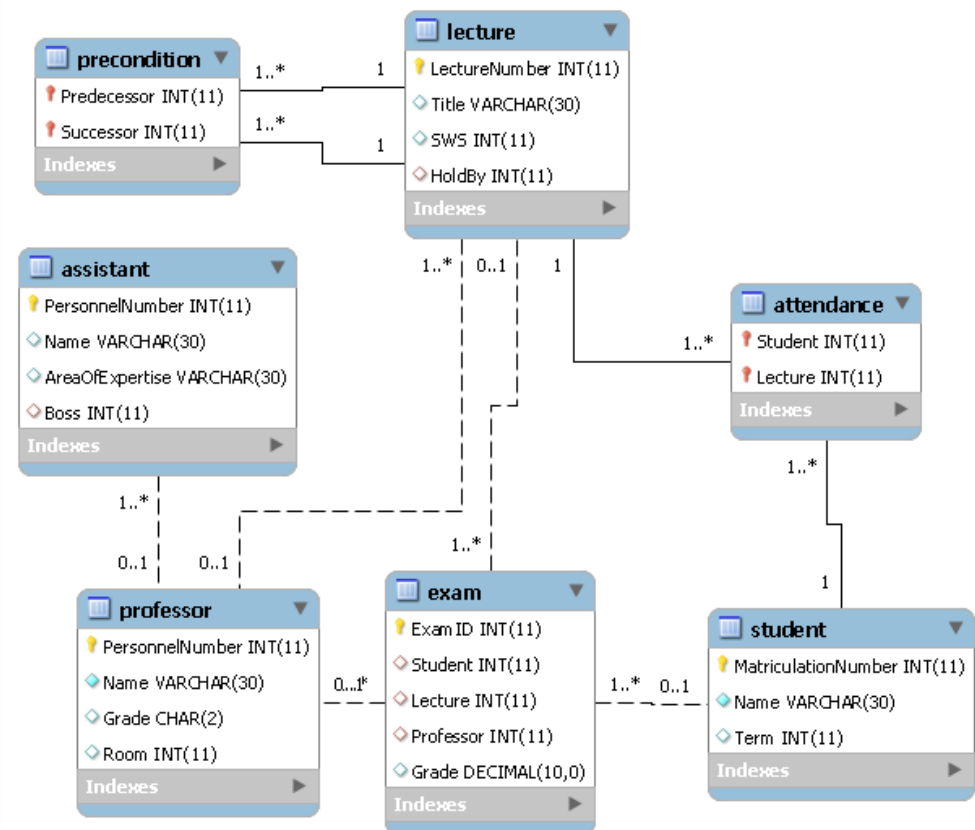 precondition
Predecessor INT(11)
Successor INT(11)
Indexes
1..*
1
1..*
1
lecture
LectureNumber INT(11)
Title VARCHAR(30)
SWS INT(11)
HoldBy INT(11)
Indexes
1..*
0..1
1
assistant
PersonnelNumber INT(11)
Name VARCHAR(30)
AreaOfExpertise VARCHAR(30)
Boss INT(11)
Indexes
1..*
0..1
0..1
attendance
Student INT(11)
Lecture INT(11)
Indexes
1..*
1..*
1
1..*
professor
PersonnelNumber INT(11)
Name VARCHAR(30)
Grade CHAR(2)
Room INT(11)
Indexes
exam
ExamID INT(11)
Student INT(11)
Lecture INT(11)
Professor INT(11)
Grade DECIMAL(10,0)
Indexes
1..*
0..1
student
MatriculationNumber INT(11)
Name VARCHAR(30)
Term INT(11)
Indexes